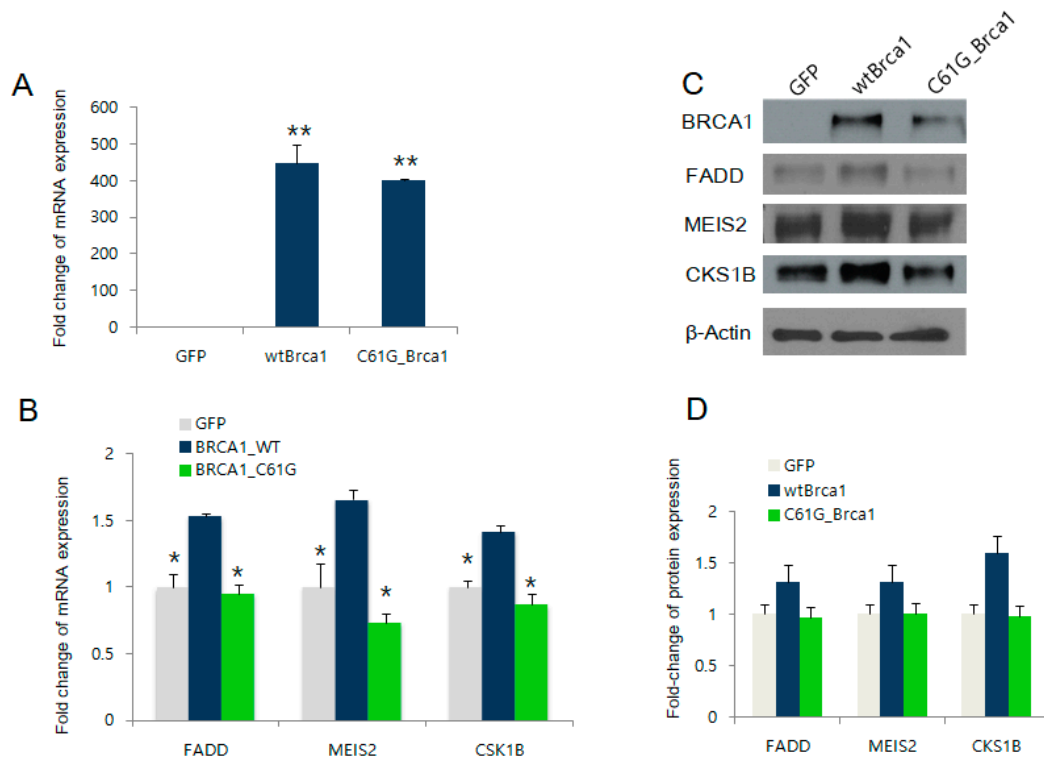 A
Fold change of mRNA expression
600
500
400
300
200
100
0
**
**
GFP
wtBrca1
C61G_Brca1
B
GFP
BRCA1_WT
BRCA1_C61G
Fold change of mRNA expression
2
1.5
1
0.5
0
*
*
*
*
*
*
FADD
MEIS2
CSK1B
C
GFP
wtBrca1
C61G_Brca1
BRCA1
FADD
MEIS2
CKS1B
β-Actin
D
GFP
wtBrca1
C61G_Brca1
Fold-change of protein expression
2
1.5
1
0.5
0
FADD
MEIS2
CKS1B